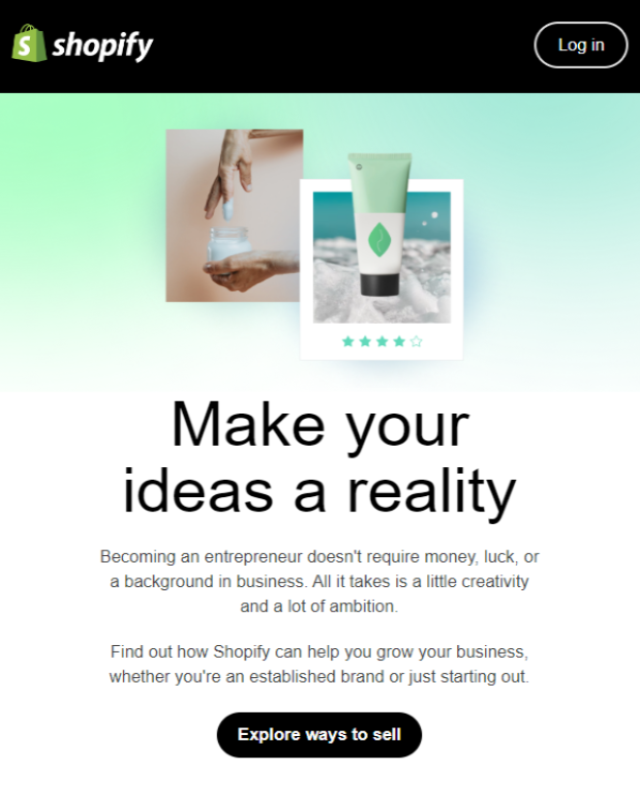 shopify
Log in
Make your
ideas a reality
Becoming an entrepreneur doesn't require money, luck, or
a background in business. All it takes is a little creativity
and a lot of ambition.
Find out how Shopify can help you grow your business,
whether you're an established brand or just starting out.
Explore ways to sell